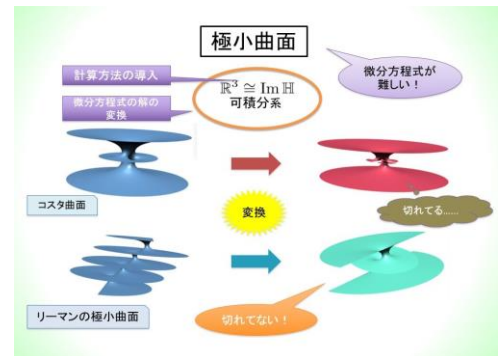 極小曲面
計算方法の導入
微分方程式の解の
変換
ℝ³ ≅ Im ℍ
可積分系
微分方程式が
難しい！
コスタ曲面
変換
切れてる……
リーマンの極小曲面
切れてない！